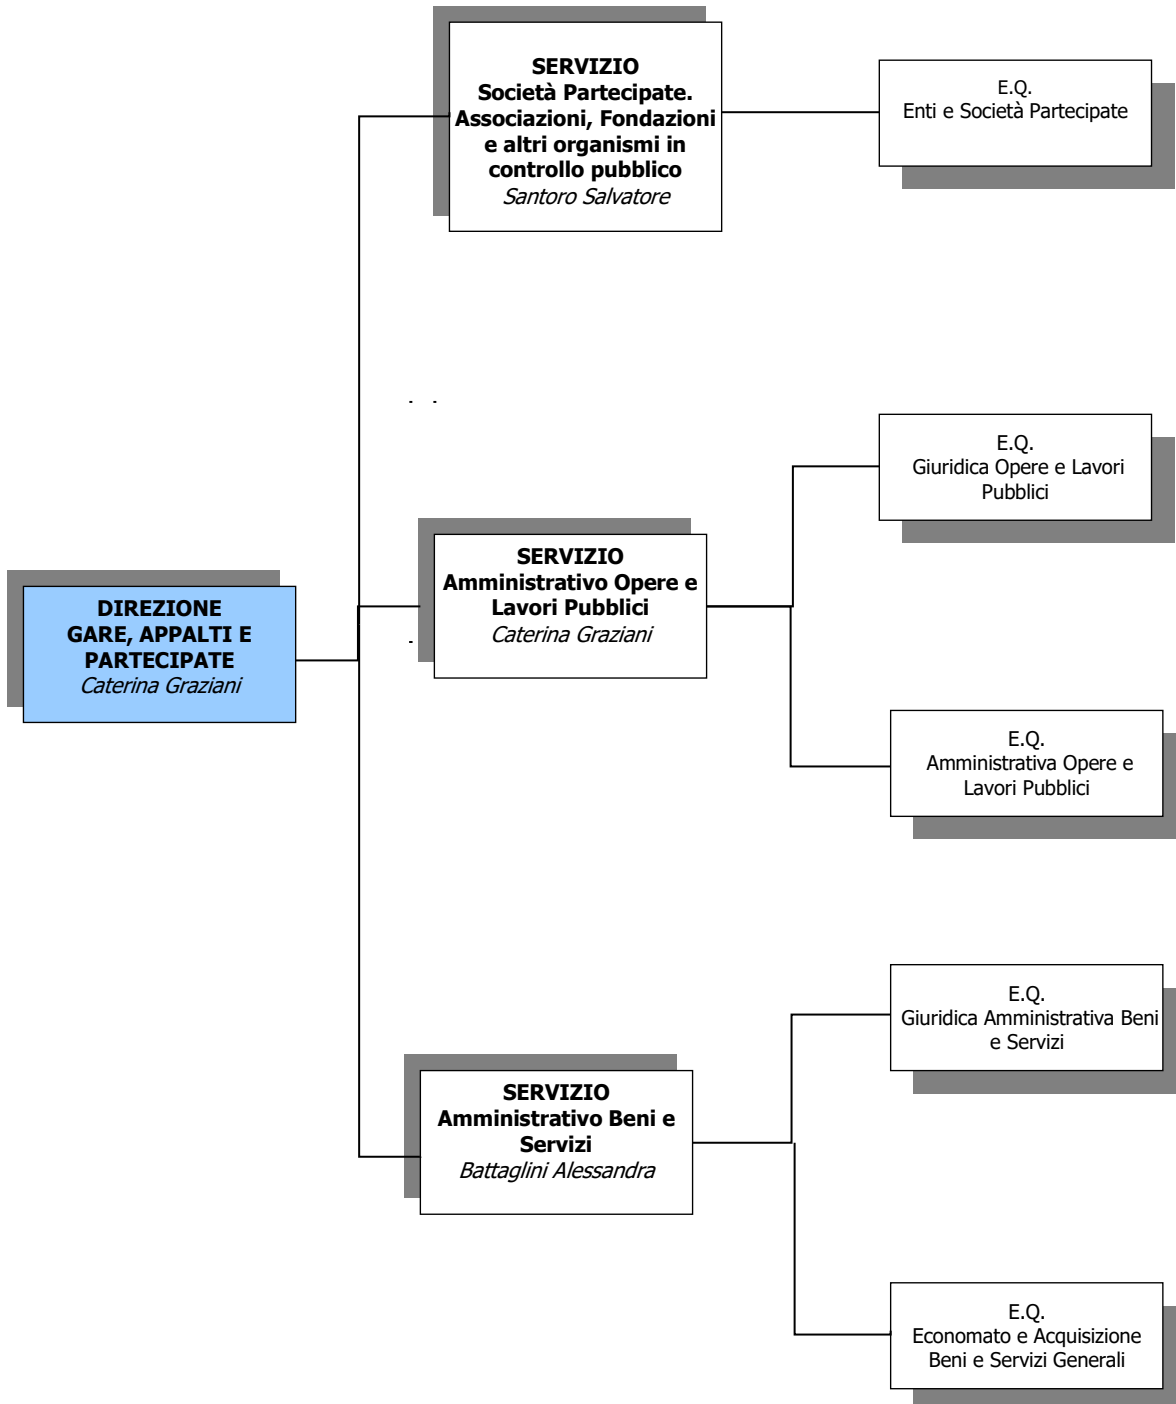 SERVIZIO
Società Partecipate.
Associazioni, Fondazioni
e altri organismi in
controllo pubblico
Santoro Salvatore
E.Q.
Enti e Società Partecipate
E.Q.
Giuridica Opere e Lavori
Pubblici
SERVIZIO
Amministrativo Opere e
Lavori Pubblici
Caterina Graziani
DIREZIONE
GARE, APPALTI E
PARTECIPATE
Caterina Graziani
E.Q.
Amministrativa Opere e
Lavori Pubblici
E.Q.
Giuridica Amministrativa Beni
e Servizi
SERVIZIO
Amministrativo Beni e
Servizi
Battaglini Alessandra
E.Q.
Economato e Acquisizione
Beni e Servizi Generali